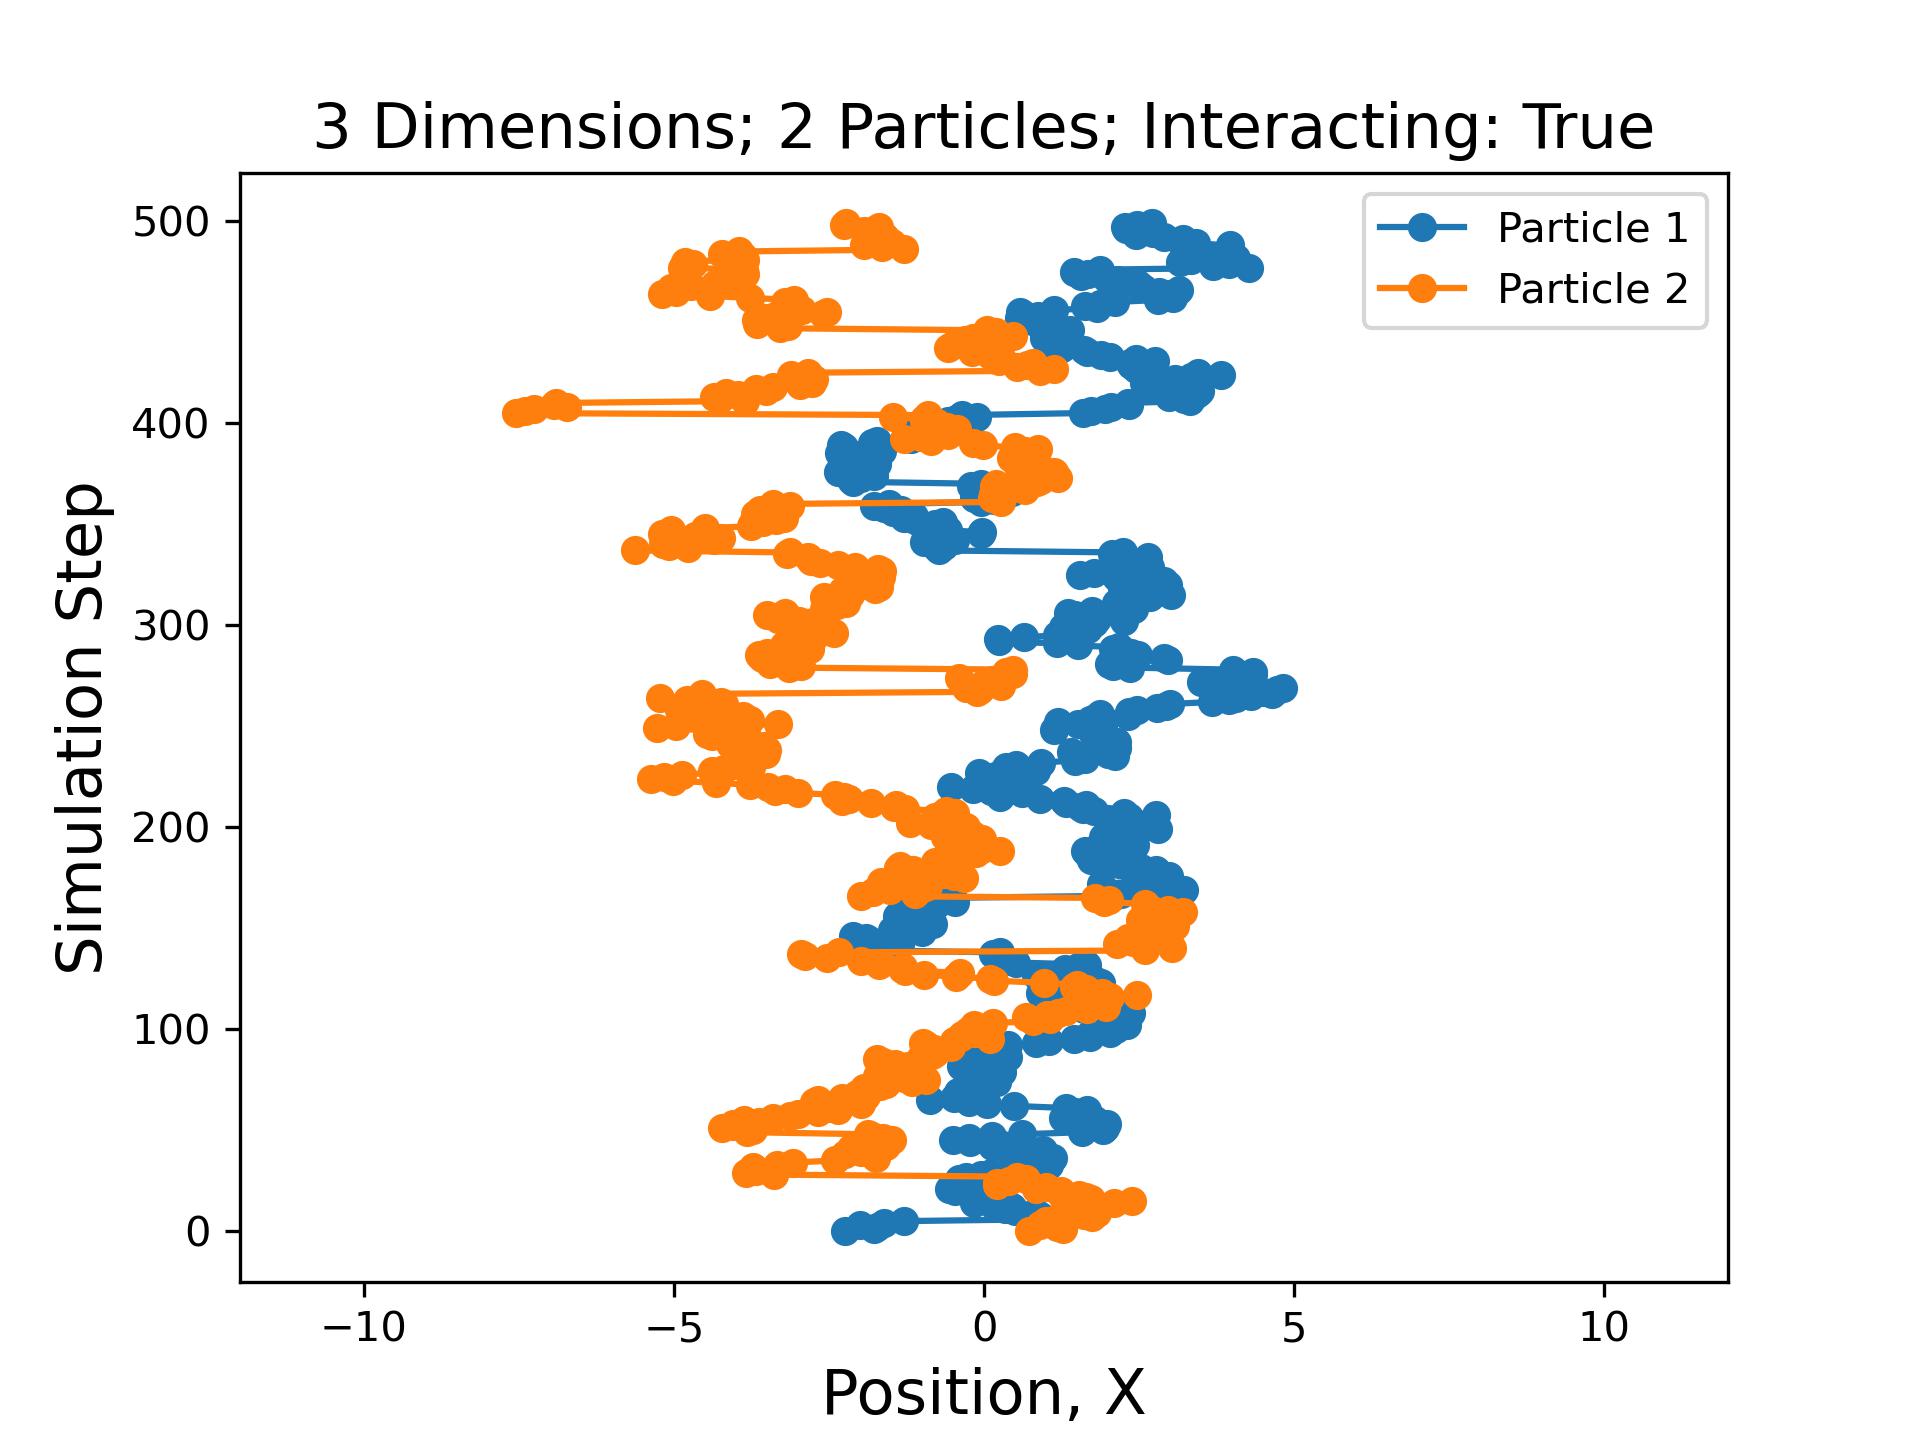 3 Dimensions; 2 Particles; Interacting: True
Particle 1
Particle 2
Simulation Step
500
400
300
200
100
0
−10
−5
0
5
10
Position, X